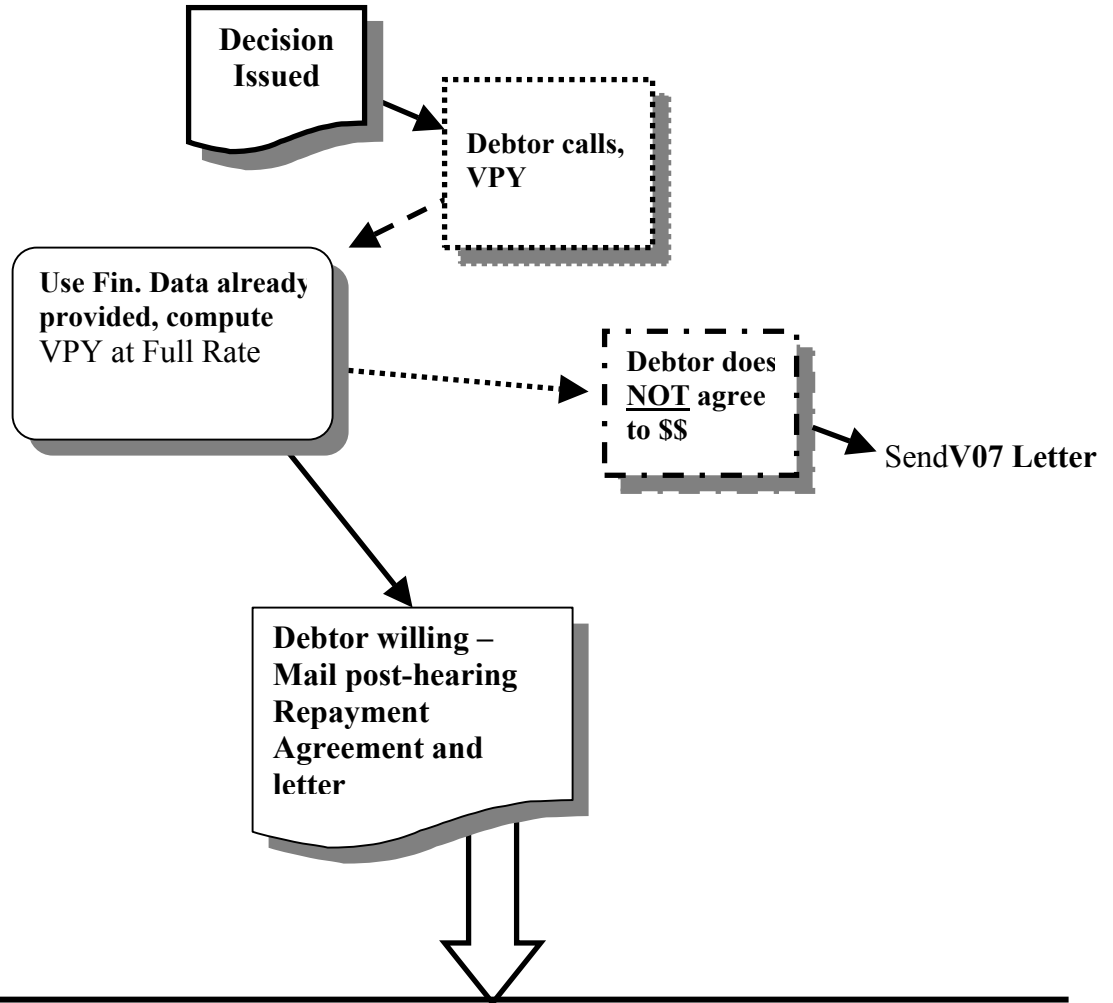 Decision
Issued
Debtor calls,
VPY
Use Fin. Data already
provided, compute
VPY at Full Rate
Debtor does
NOT agree
to $$
SendV07 Letter
Debtor willing –
Mail post-hearing
Repayment
Agreement and
letter